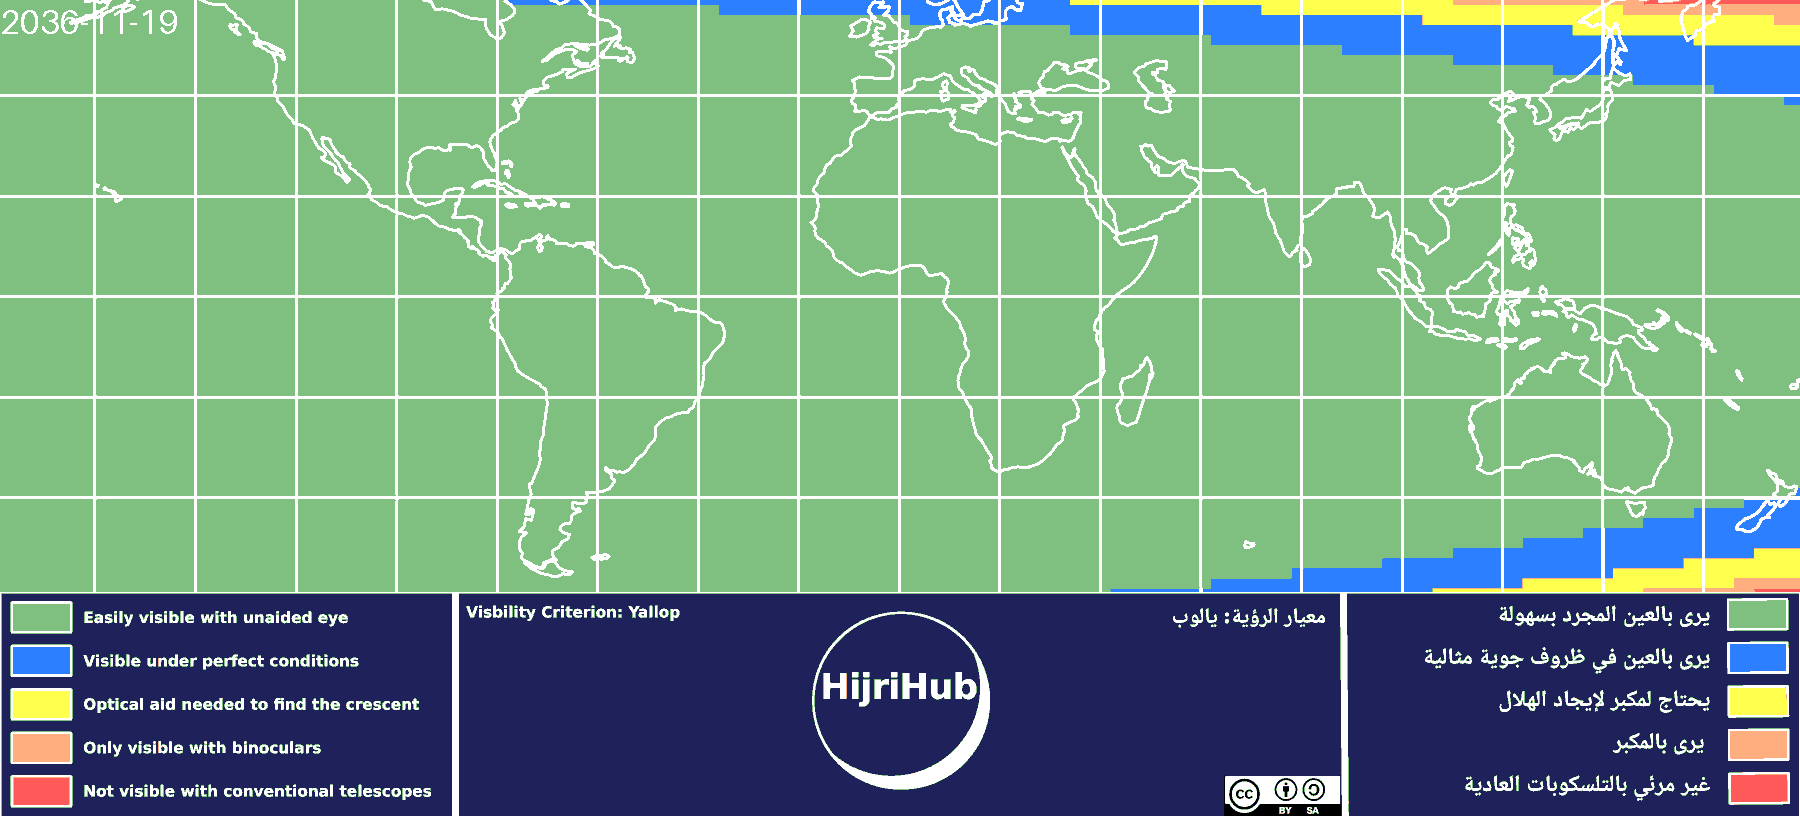 2036-11-19
Easily visible with unaided eye
Visible under perfect conditions
Optical aid needed to find the crescent
Only visible with binoculars
Not visible with conventional telescopes
Visbility Criterion: Yallop
HijriHub
معيار الرؤية: يالوب
cc
BY SA
يرى بالعين المجرد بسهولة
يرى بالعين في ظروف جوية مثالية
يحتاج لمكبر لإيجاد الهلال
يرى بالمكبر
غير مرئي بالتلسكوبات العادية